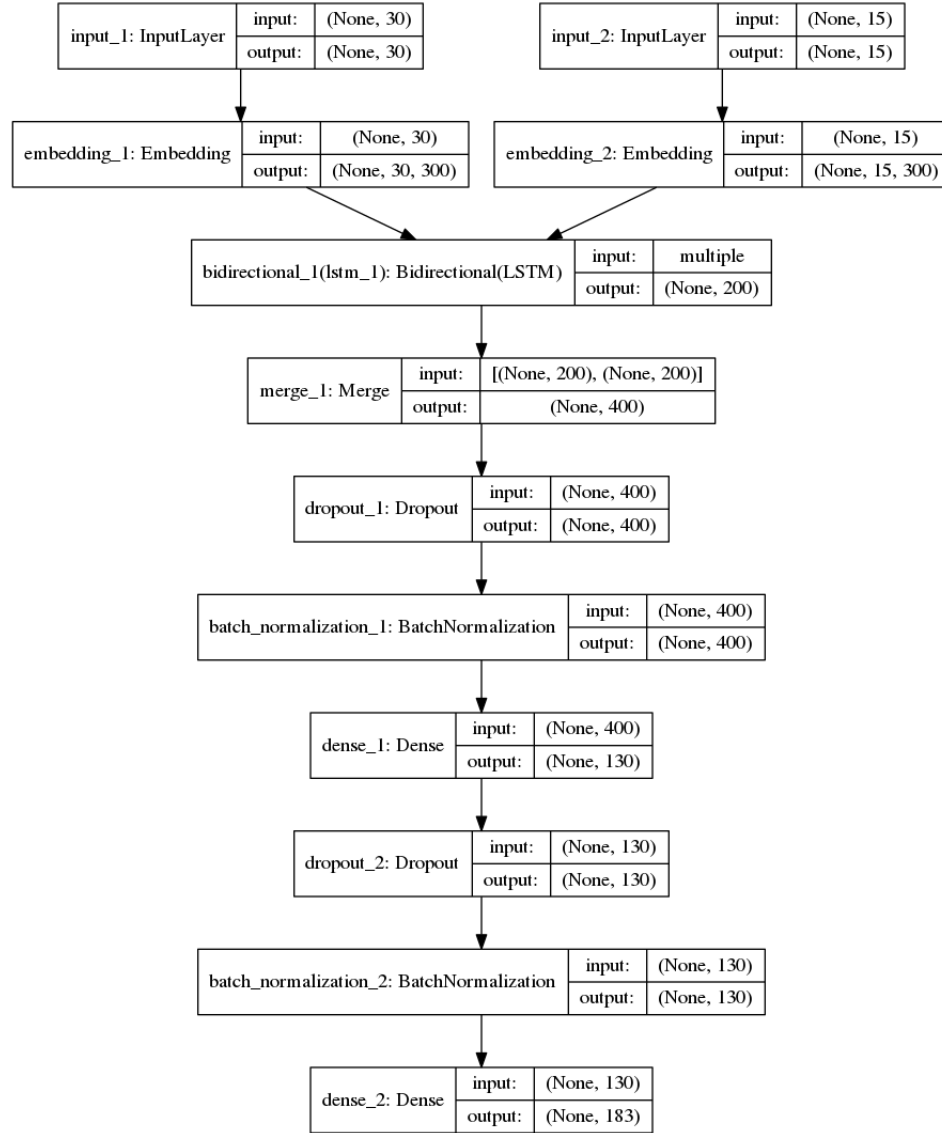 input_1: InputLayer
input: (None, 30)
output: (None, 30)
input_2: InputLayer
input: (None, 15)
output: (None, 15)
embedding_1: Embedding
input: (None, 30)
output: (None, 30, 300)
embedding_2: Embedding
input: (None, 15)
output: (None, 15, 300)
bidirectional_1(lstm_1): Bidirectional(LSTM)
input: multiple
output: (None, 200)
merge_1: Merge
input: [(None, 200), (None, 200)]
output: (None, 400)
dropout_1: Dropout
input: (None, 400)
output: (None, 400)
batch_normalization_1: BatchNormalization
input: (None, 400)
output: (None, 400)
dense_1: Dense
input: (None, 400)
output: (None, 130)
dropout_2: Dropout
input: (None, 130)
output: (None, 130)
batch_normalization_2: BatchNormalization
input: (None, 130)
output: (None, 130)
dense_2: Dense
input: (None, 130)
output: (None, 183)